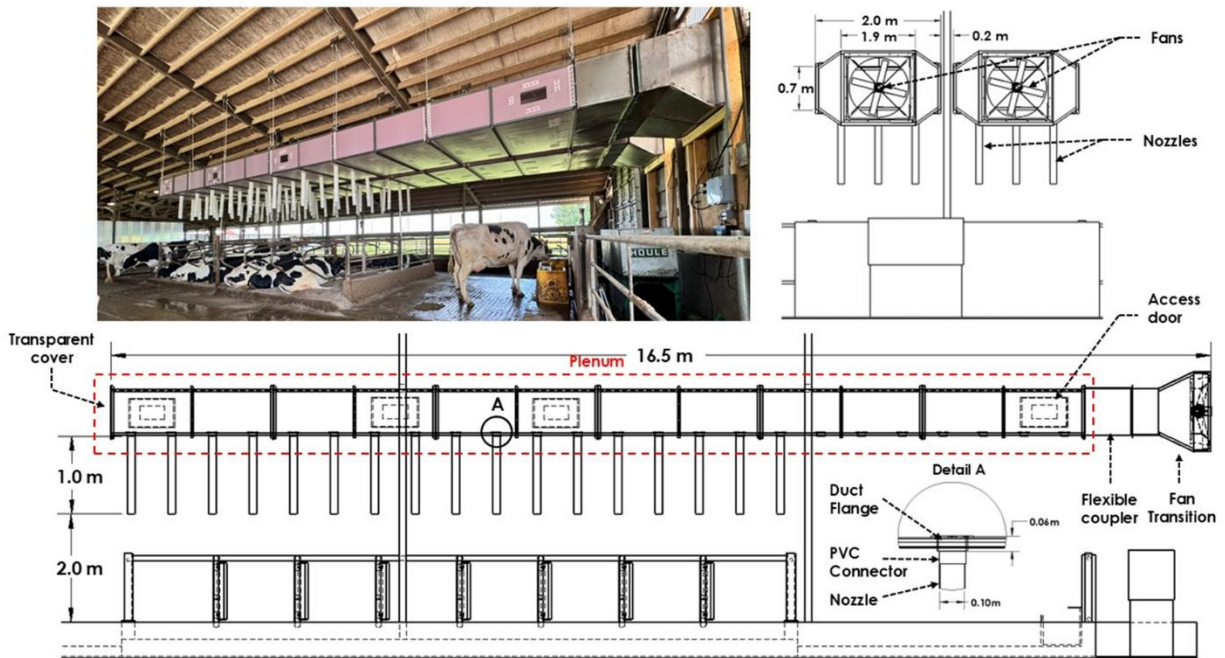 HOULE
2.0 m
1.9 m
0.2 m
Fans
0.7 m
Nozzles
Access
door
Transparent
cover
Plenum
16.5 m
A
1.0 m
2.0 m
Detail A
Duct
Flange
0.06m
PVC
Connector
Nozzle
0.10m
Flexible
coupler
Fan
Transition